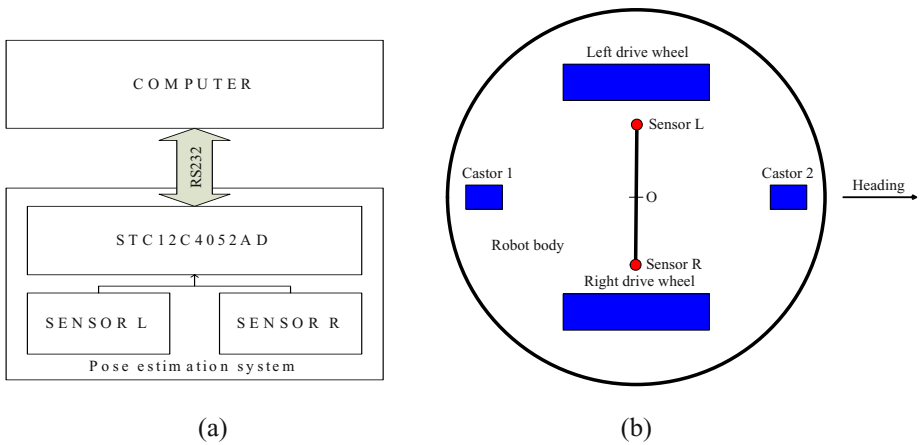 COMPUTER
RS232
STC12C4052AD
SENSOR L
SENSOR R
Pose estimation system
(a)
Left drive wheel
Sensor L
Castor 1
Castor 2
O
Heading
Robot body
Sensor R
Right drive wheel
(b)